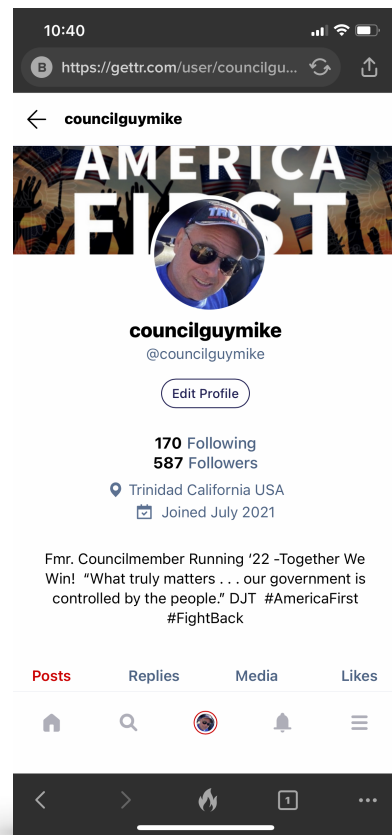 10:40
B https://gettr.com/user/councilgu...
councilguymike
AMERICA
FIRST
TRU
councilguymike
@councilguymike
Edit Profile
170 Following
587 Followers
Trinidad California USA
Joined July 2021
Fmr. Councilmember Running ‘22 -Together We
Win! “What truly matters . . . our government is
controlled by the people.” DJT #AmericaFirst
#FightBack
Posts Replies Media Likes
1